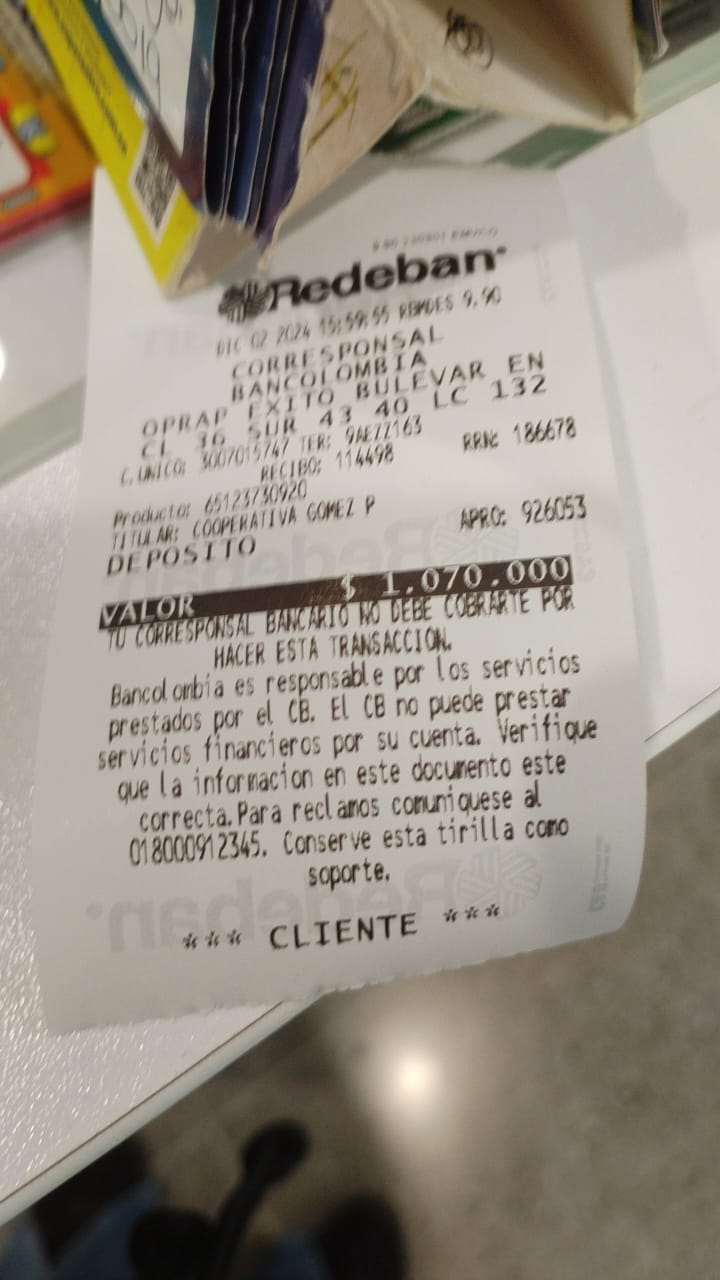 Redeban
DIC 02 2024 15:59:55 RBMDES 9.90
CORRESPONSAL
BANCOLOMBIA
OPRAP EXITO BULEVAR EN
CL 36 SUR 43 40 LC 132
C. UNICO: 3007015747 TER: 9AEZZ163
RECIBO: 114498 RRN: 186678
Producto: 65123730920
TITULAR: COOPERATIVA GOMEZ P
DEPOSITO APRO: 926053
VALOR $ 1.070.000
TU CORRESPONSAL BANCARIO NO DEBE COBRARTE POR
HACER ESTA TRANSACCION.
Bancolombia es responsable por los servicios
prestados por el CB. El CB no puede prestar
servicios financieros por su cuenta. Verifique
que la informacion en este documento este
correcta.Para reclamos comuniquese al
018000912345. Conserve esta tirilla como
soporte.
*** CLIENTE ***